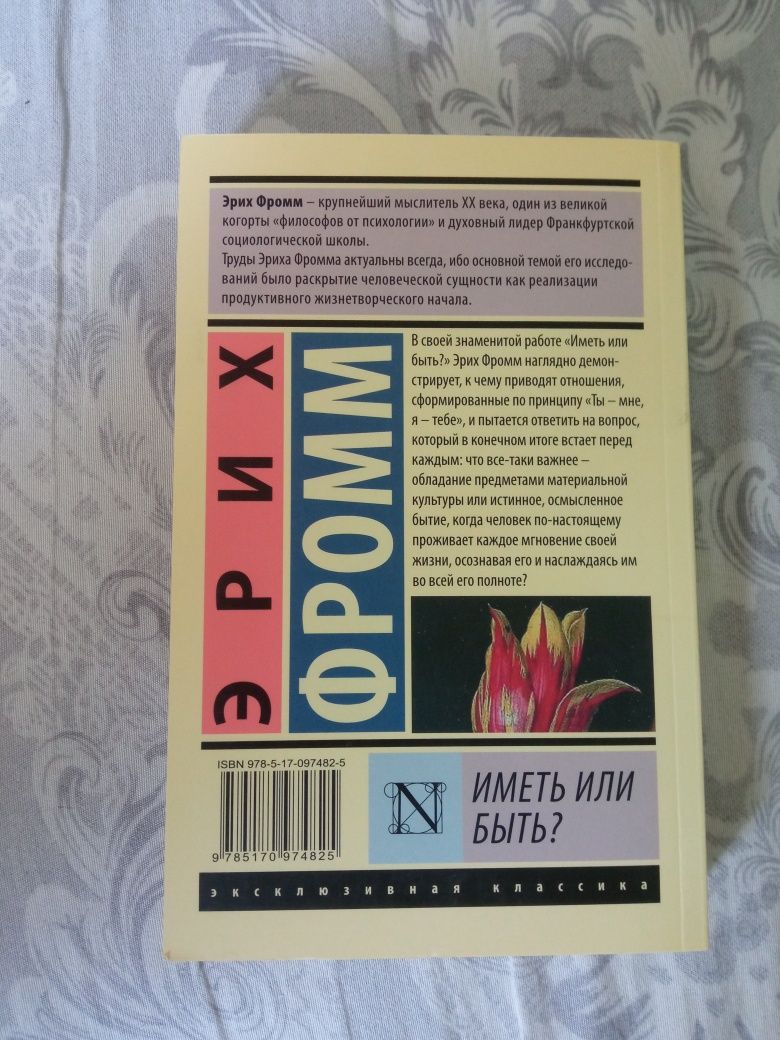 Эрих Фромм – крупнейший мыслитель XX века, один из великой
когорты «философов от психологии» и духовный лидер Франкфуртской
социологической школы.
Труды Эриха Фромма актуальны всегда, ибо основной темой его исследо-
ваний было раскрытие человеческой сущности как реализации
продуктивного жизнетворческого начала.
ЭРИХ
ФРОММ
В своей знаменитой работе «Иметь или
быть?» Эрих Фромм наглядно демон-
стрирует, к чему приводят отношения,
сформированные по принципу «Ты – мне,
я – тебе», и пытается ответить на вопрос,
который в конечном итоге встает перед
каждым: что все-таки важнее –
обладание предметами материальной
культуры или истинное, осмысленное
бытие, когда человек по-настоящему
проживает каждое мгновение своей
жизни, осознавая его и наслаждаясь им
во всей его полноте?
ISBN 978-5-17-097482-5
9 785170 974825
N
ИМЕТЬ ИЛИ
БЫТЬ?
эксклюзивная классика